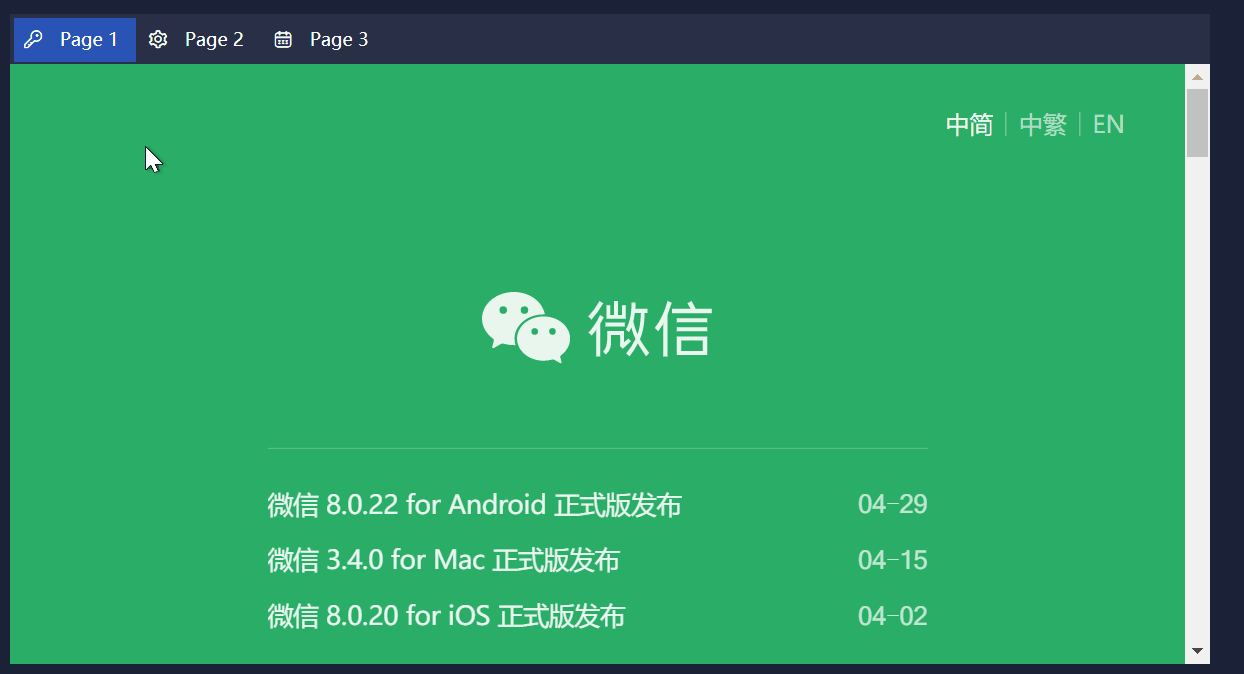 Page 1 Page 2 Page 3
中简 中繁 EN
微信
微信 8.0.22 for Android 正式版发布 04-29
微信 3.4.0 for Mac 正式版发布 04-15
微信 8.0.20 for iOS 正式版发布 04-02